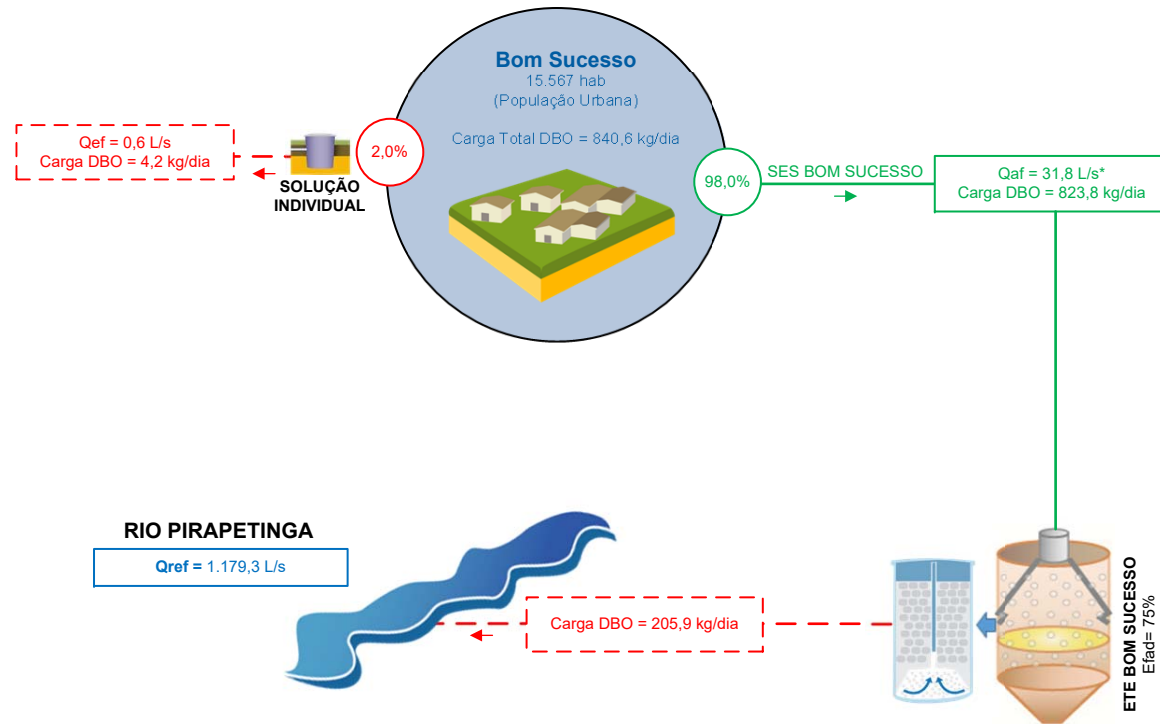 Bom Sucesso
15.567 hab
(População Urbana)
Carga Total DBO = 840,6 kg/dia
Qef = 0,6 L/s
Carga DBO = 4,2 kg/dia
SOLUÇÃO
INDIVIDUAL
2,0%
98,0%
SES BOM SUCESSO
Qaf = 31,8 L/s*
Carga DBO = 823,8 kg/dia
RIO PIRAPETINGA
Qref = 1.179,3 L/s
Carga DBO = 205,9 kg/dia
ETE BOM SUCESSO
Efad= 75%